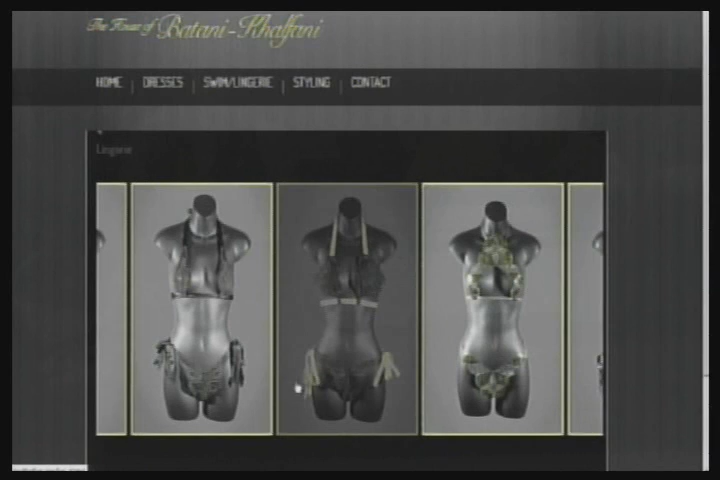 The House of Batani-Khalfani
HOME | DRESSES | SWIM/LINGERIE | STYLING | CONTACT
Lingerie